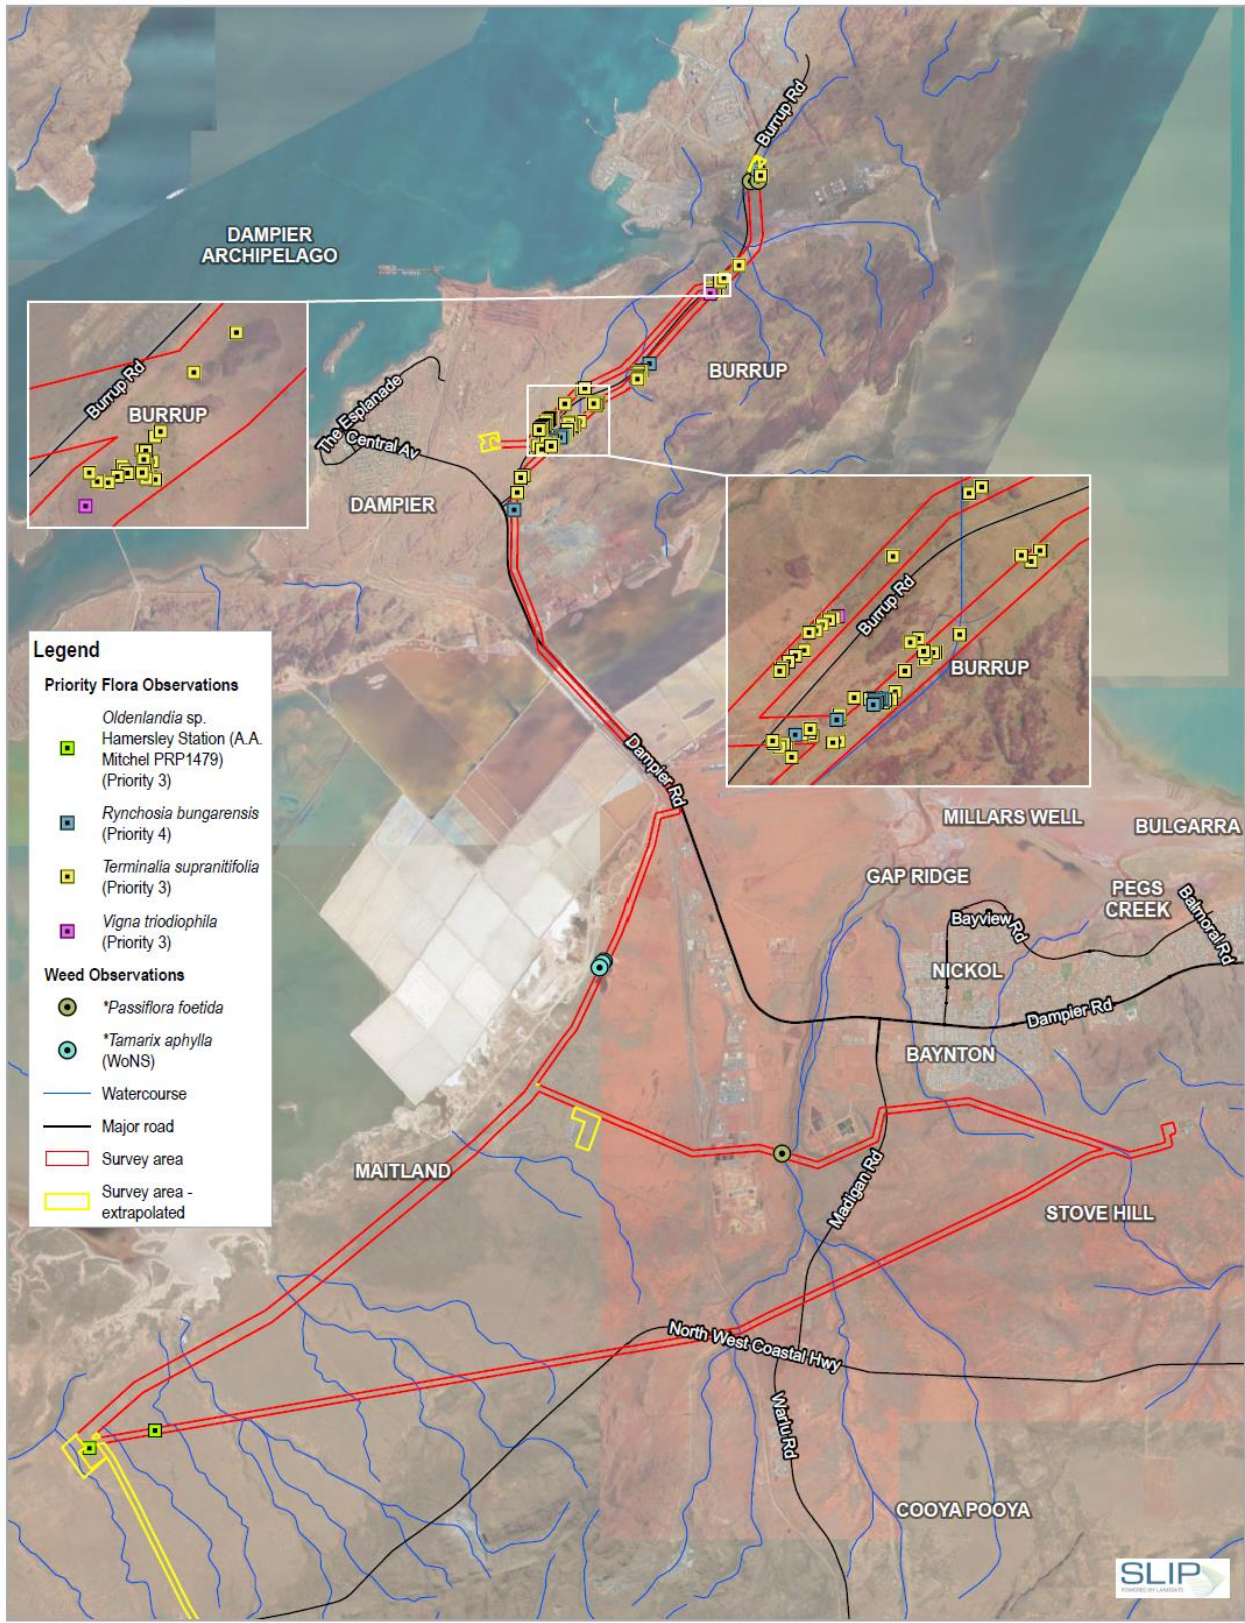 Burrup Rd
DAMPIER
ARCHIPELAGO
Burrup Rd
BURRUP
BURRUP
The Esplanade
Central Av
DAMPIER
Burrup Rd
BURRUP
Legend
Priority Flora Observations
Oldenlandia sp.
Hamersley Station (A.A.
Mitchel PRP1479)
(Priority 3)
Rynchosia bungarensis
(Priority 4)
Terminalia supranitifolia
(Priority 3)
Vigna triodiophila
(Priority 3)
Weed Observations
*Passiflora foetida
*Tamarix aphylla
(WoNS)
Watercourse
Major road
Survey area
Survey area -
extrapolated
Dampier Rd
MILLARS WELL
BULGARRA
GAP RIDGE
PEGS
CREEK
Balmoral Rd
Bayview Rd
NICKOL
Dampier Rd
BAYNTON
MAITLAND
Madigan Rd
STOVE HILL
North West Coastal Hwy
Warlu Rd
COOYA POOYA
SLIP
POWERED BY LANDGATE